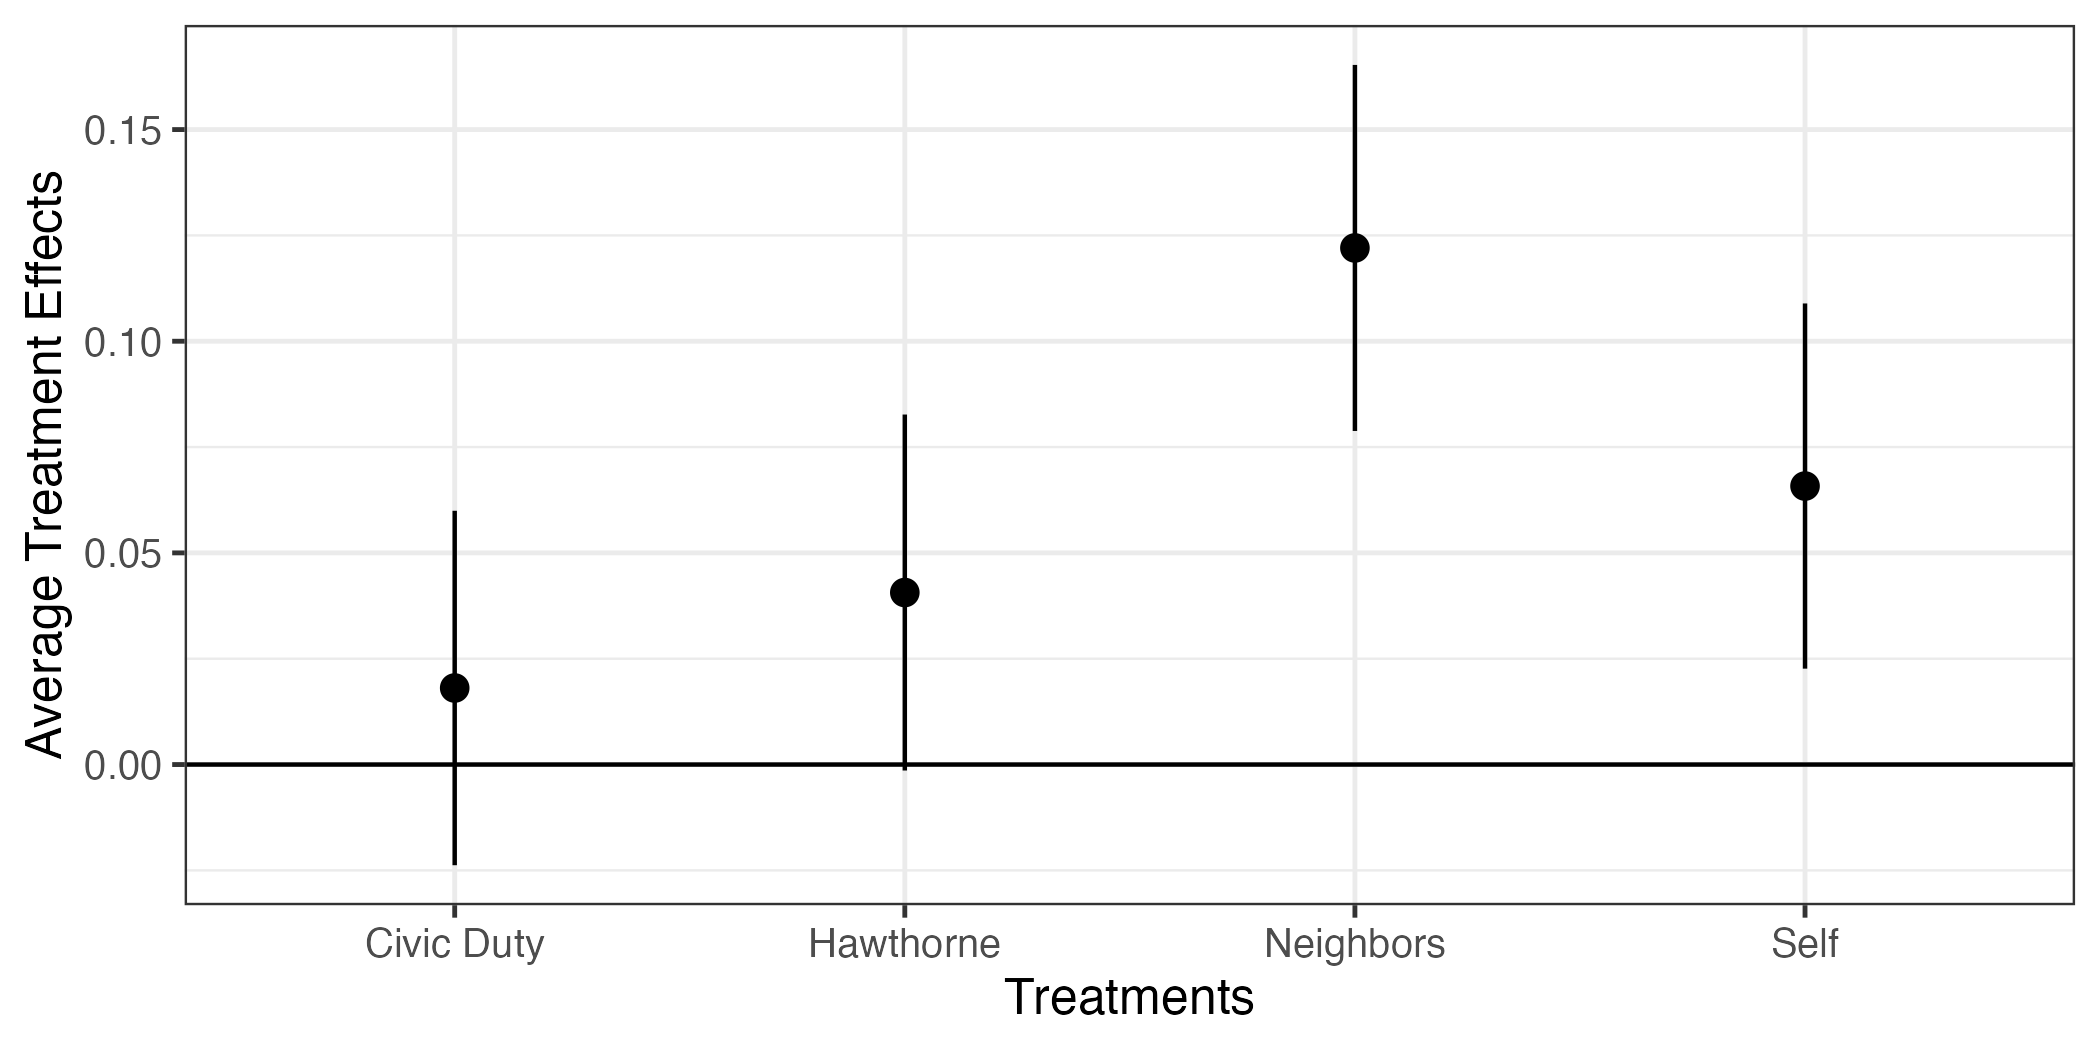 Average Treatment Effects
0.15
0.10
0.05
0.00
Civic Duty Hawthorne Neighbors Self
Treatments